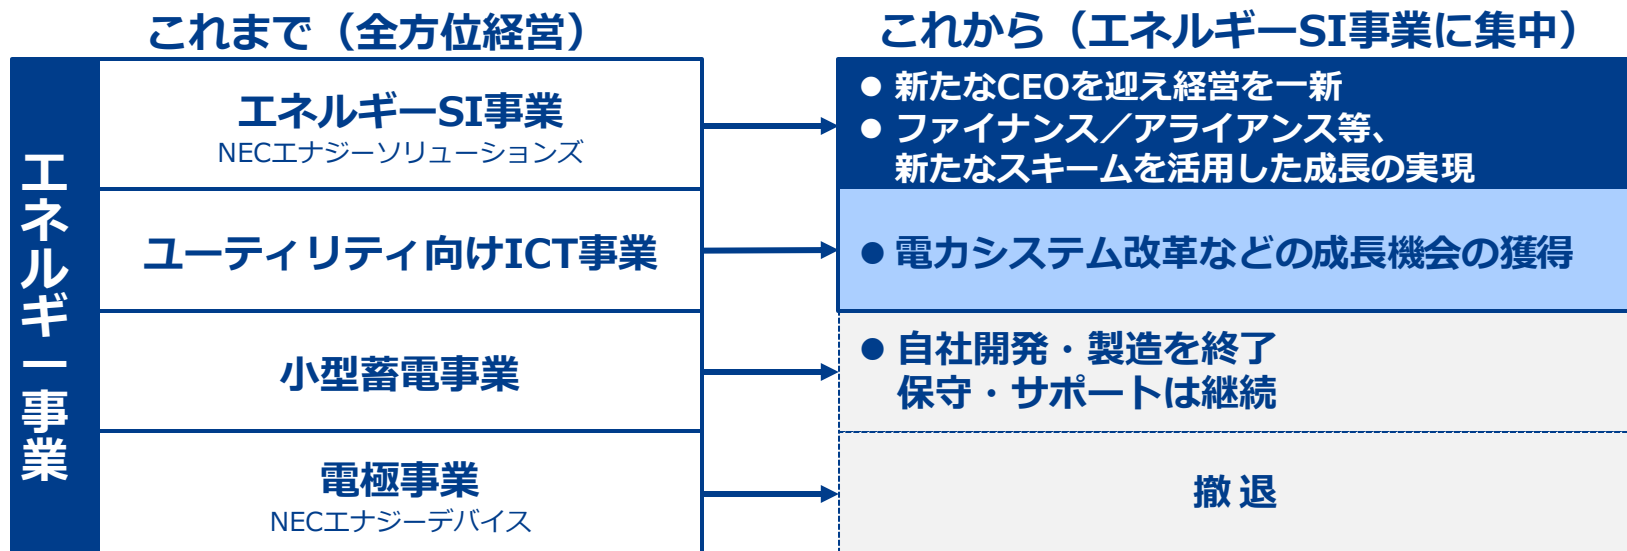 これまで（全方位経営）
これから（エネルギーSI事業に集中）
エネルギー事業
エネルギーSI事業
NECエナジーソリューションズ
● 新たなCEOを迎え経営を一新
● ファイナンス／アライアンス等、
新たなスキームを活用した成長の実現
ユーティリティ向けICT事業
● 電力システム改革などの成長機会の獲得
小型蓄電事業
● 自社開発・製造を終了
保守・サポートは継続
電極事業
NECエナジーデバイス
撤 退